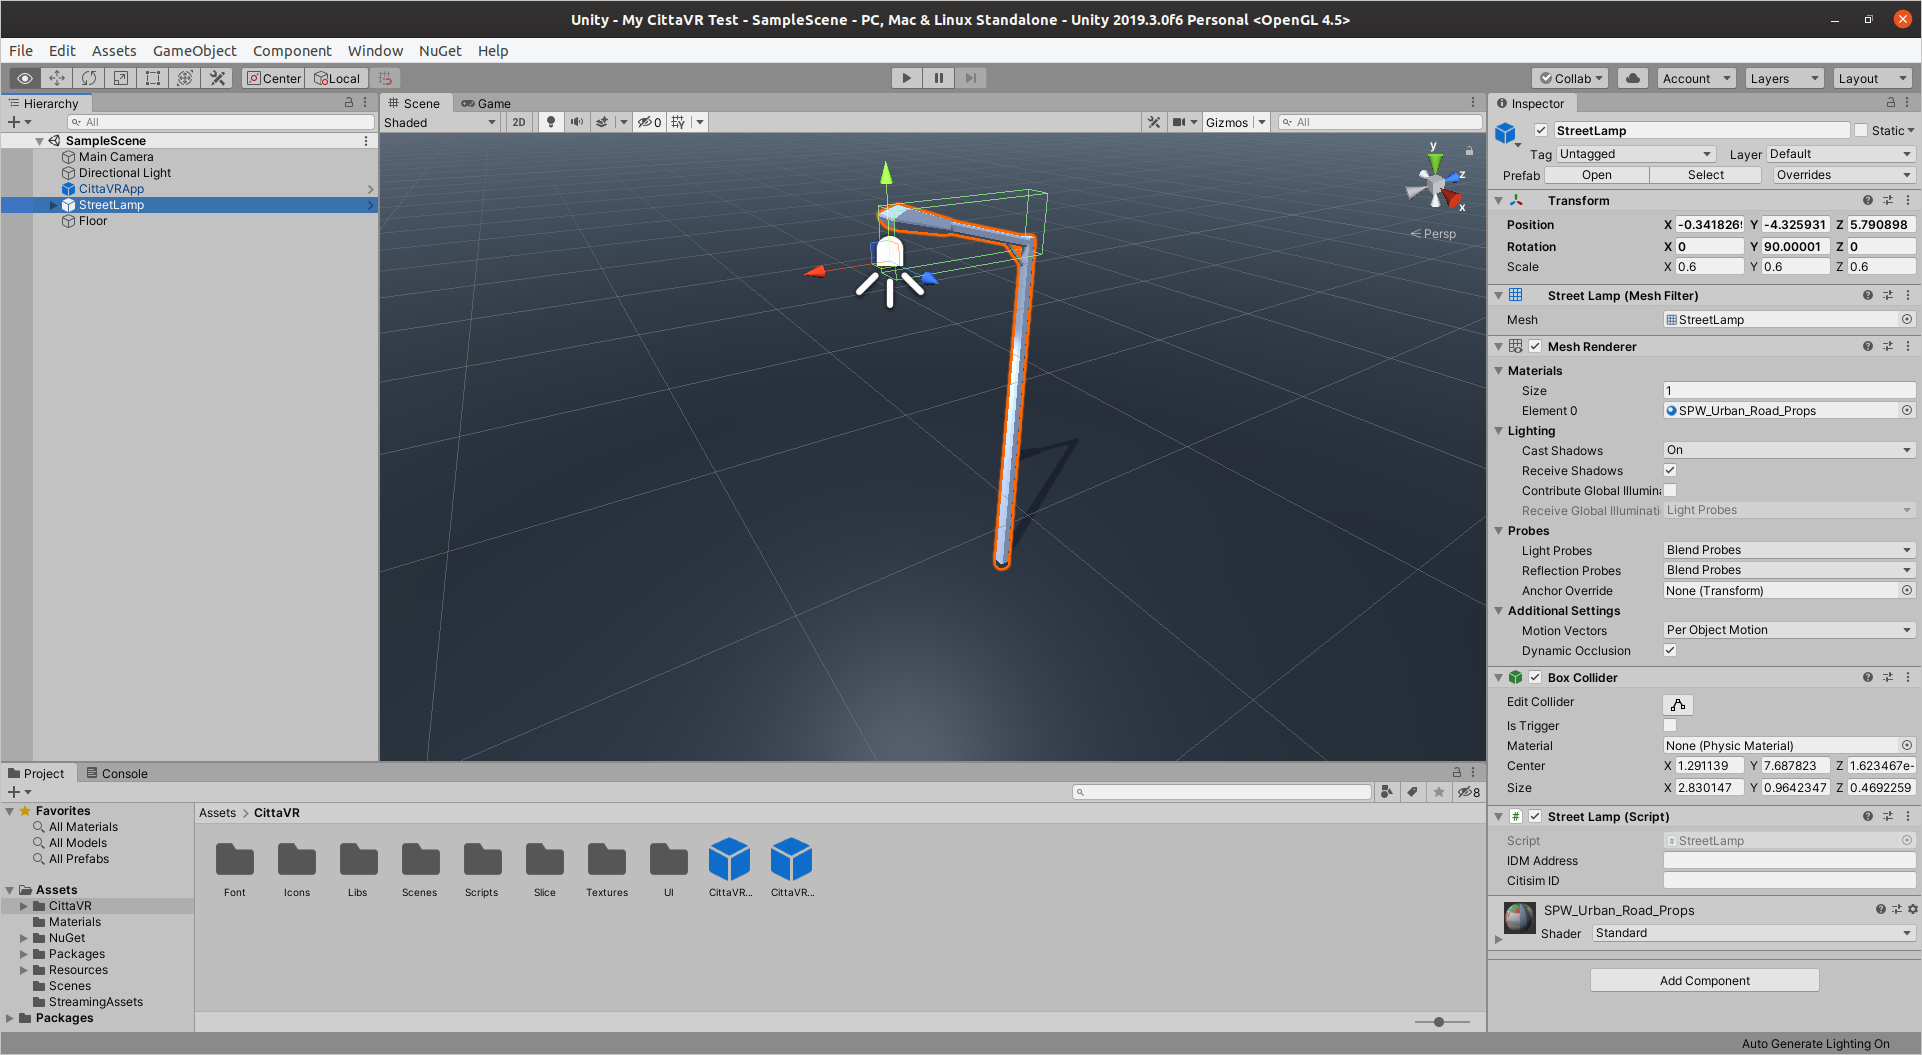 Unity - My CittaVR Test - SampleScene - PC, Mac & Linux Standalone - Unity 2019.3.0f6 Personal <OpenGL 4.5>
File Edit Assets GameObject Component Window NuGet Help
Center Local Collab Account Layers Layout
Hierarchy
All
SampleScene
Main Camera
Directional Light
CittaVRApp
StreetLamp
Floor
Scene Game
Shaded 2D 0 Gizmos All
y
z
x
Persp
Inspector
StreetLamp Static
Tag Untagged Layer Default
Prefab Open Select Overrides
Transform
Position X -0.341826 Y -4.325931 Z 5.790898
Rotation X 0 Y 90.00001 Z 0
Scale X 0.6 Y 0.6 Z 0.6
Street Lamp (Mesh Filter)
Mesh StreetLamp
Mesh Renderer
Materials
Size 1
Element 0 SPW_Urban_Road_Props
Lighting
Cast Shadows On
Receive Shadows
Contribute Global Illumin
Receive Global Illuminati Light Probes
Probes
Light Probes Blend Probes
Reflection Probes Blend Probes
Anchor Override None (Transform)
Additional Settings
Motion Vectors Per Object Motion
Dynamic Occlusion
Box Collider
Edit Collider
Is Trigger
Material None (Physic Material)
Center X 1.291139 Y 7.687823 Z 1.623467e-
Size X 2.830147 Y 0.9642347 Z 0.4692259
Street Lamp (Script)
Script StreetLamp
IDM Address
Citisim ID
SPW_Urban_Road_Props
Shader Standard
Add Component
Project Console
8
Favorites
All Materials
All Models
All Prefabs
Assets
CittaVR
Materials
NuGet
Packages
Resources
Scenes
StreamingAssets
Packages
Assets > CittaVR
Font Icons Libs Scenes Scripts Slice Textures UI CittaVR... CittaVR...
Auto Generate Lighting On